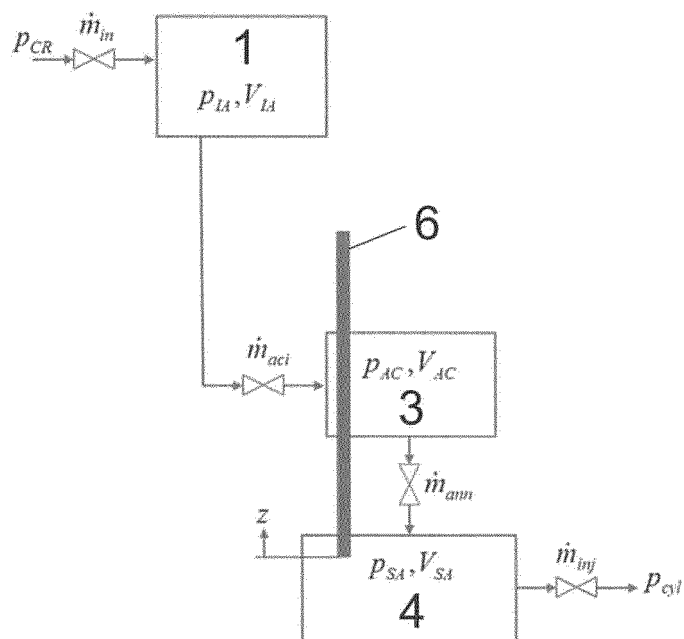 p_CR
ṁ_in
1
p_IA, V_IA
6
ṁ_aci
p_AC, V_AC
3
ṁ_ann
z
p_SA, V_SA
4
ṁ_inj
p_cyl